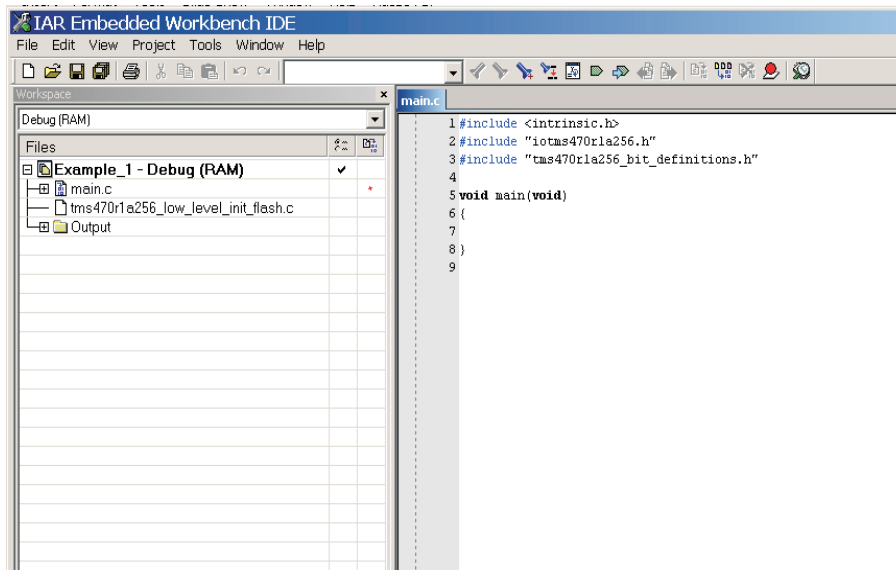 IAR Embedded Workbench IDE
File Edit View Project Tools Window Help
Workspace
Debug (RAM)
Files
Example_1 - Debug (RAM)
main.c
tms470r1a256_low_level_init_flash.c
Output
main.c
1 #include <intrinsic.h>
2 #include "iotms470r1a256.h"
3 #include "tms470r1a256_bit_definitions.h"
4
5 void main(void)
6 {
7
8 }
9